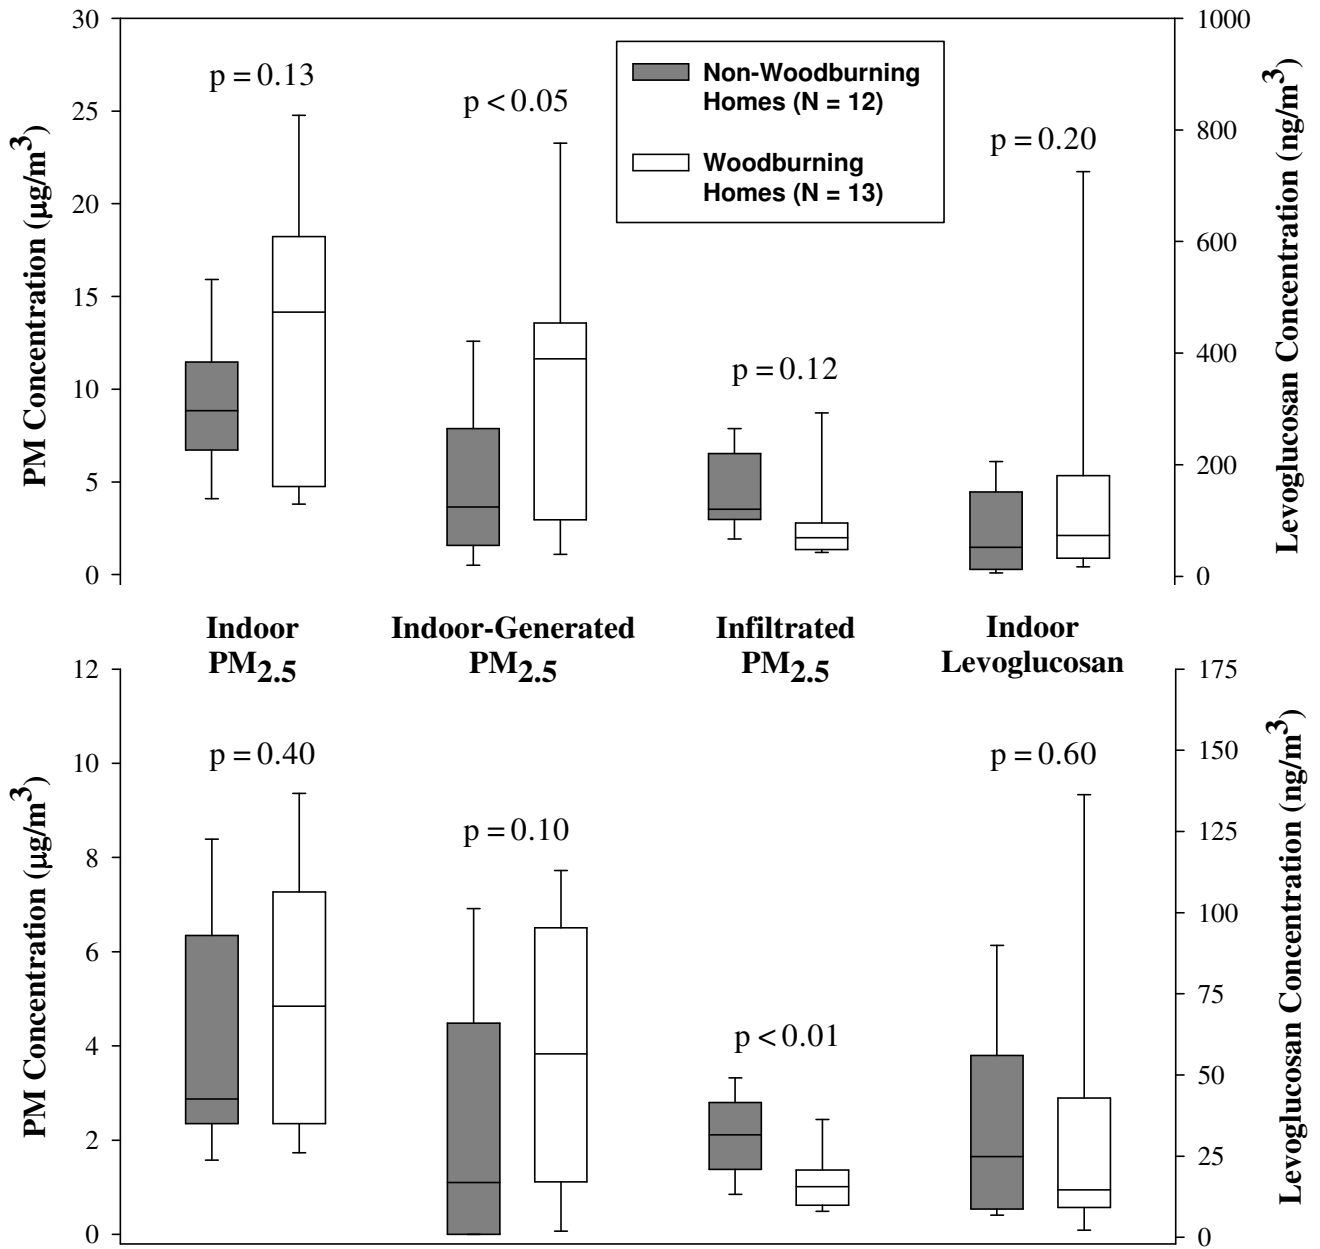 30
25
20
15
10
5
0
PM Concentration (µg/m3)
p = 0.13
p < 0.05
p = 0.12
p = 0.20
Non-Woodburning
Homes (N = 12)
Woodburning
Homes (N = 13)
1000
800
600
400
200
0
Levoglucosan Concentration (ng/m3)
Indoor
PM2.5
Indoor-Generated
PM2.5
Infiltrated
PM2.5
Indoor
Levoglucosan
12
10
8
6
4
2
0
PM Concentration (µg/m3)
p = 0.40
p = 0.10
p < 0.01
p = 0.60
175
150
125
100
75
50
25
0
Levoglucosan Concentration (ng/m3)